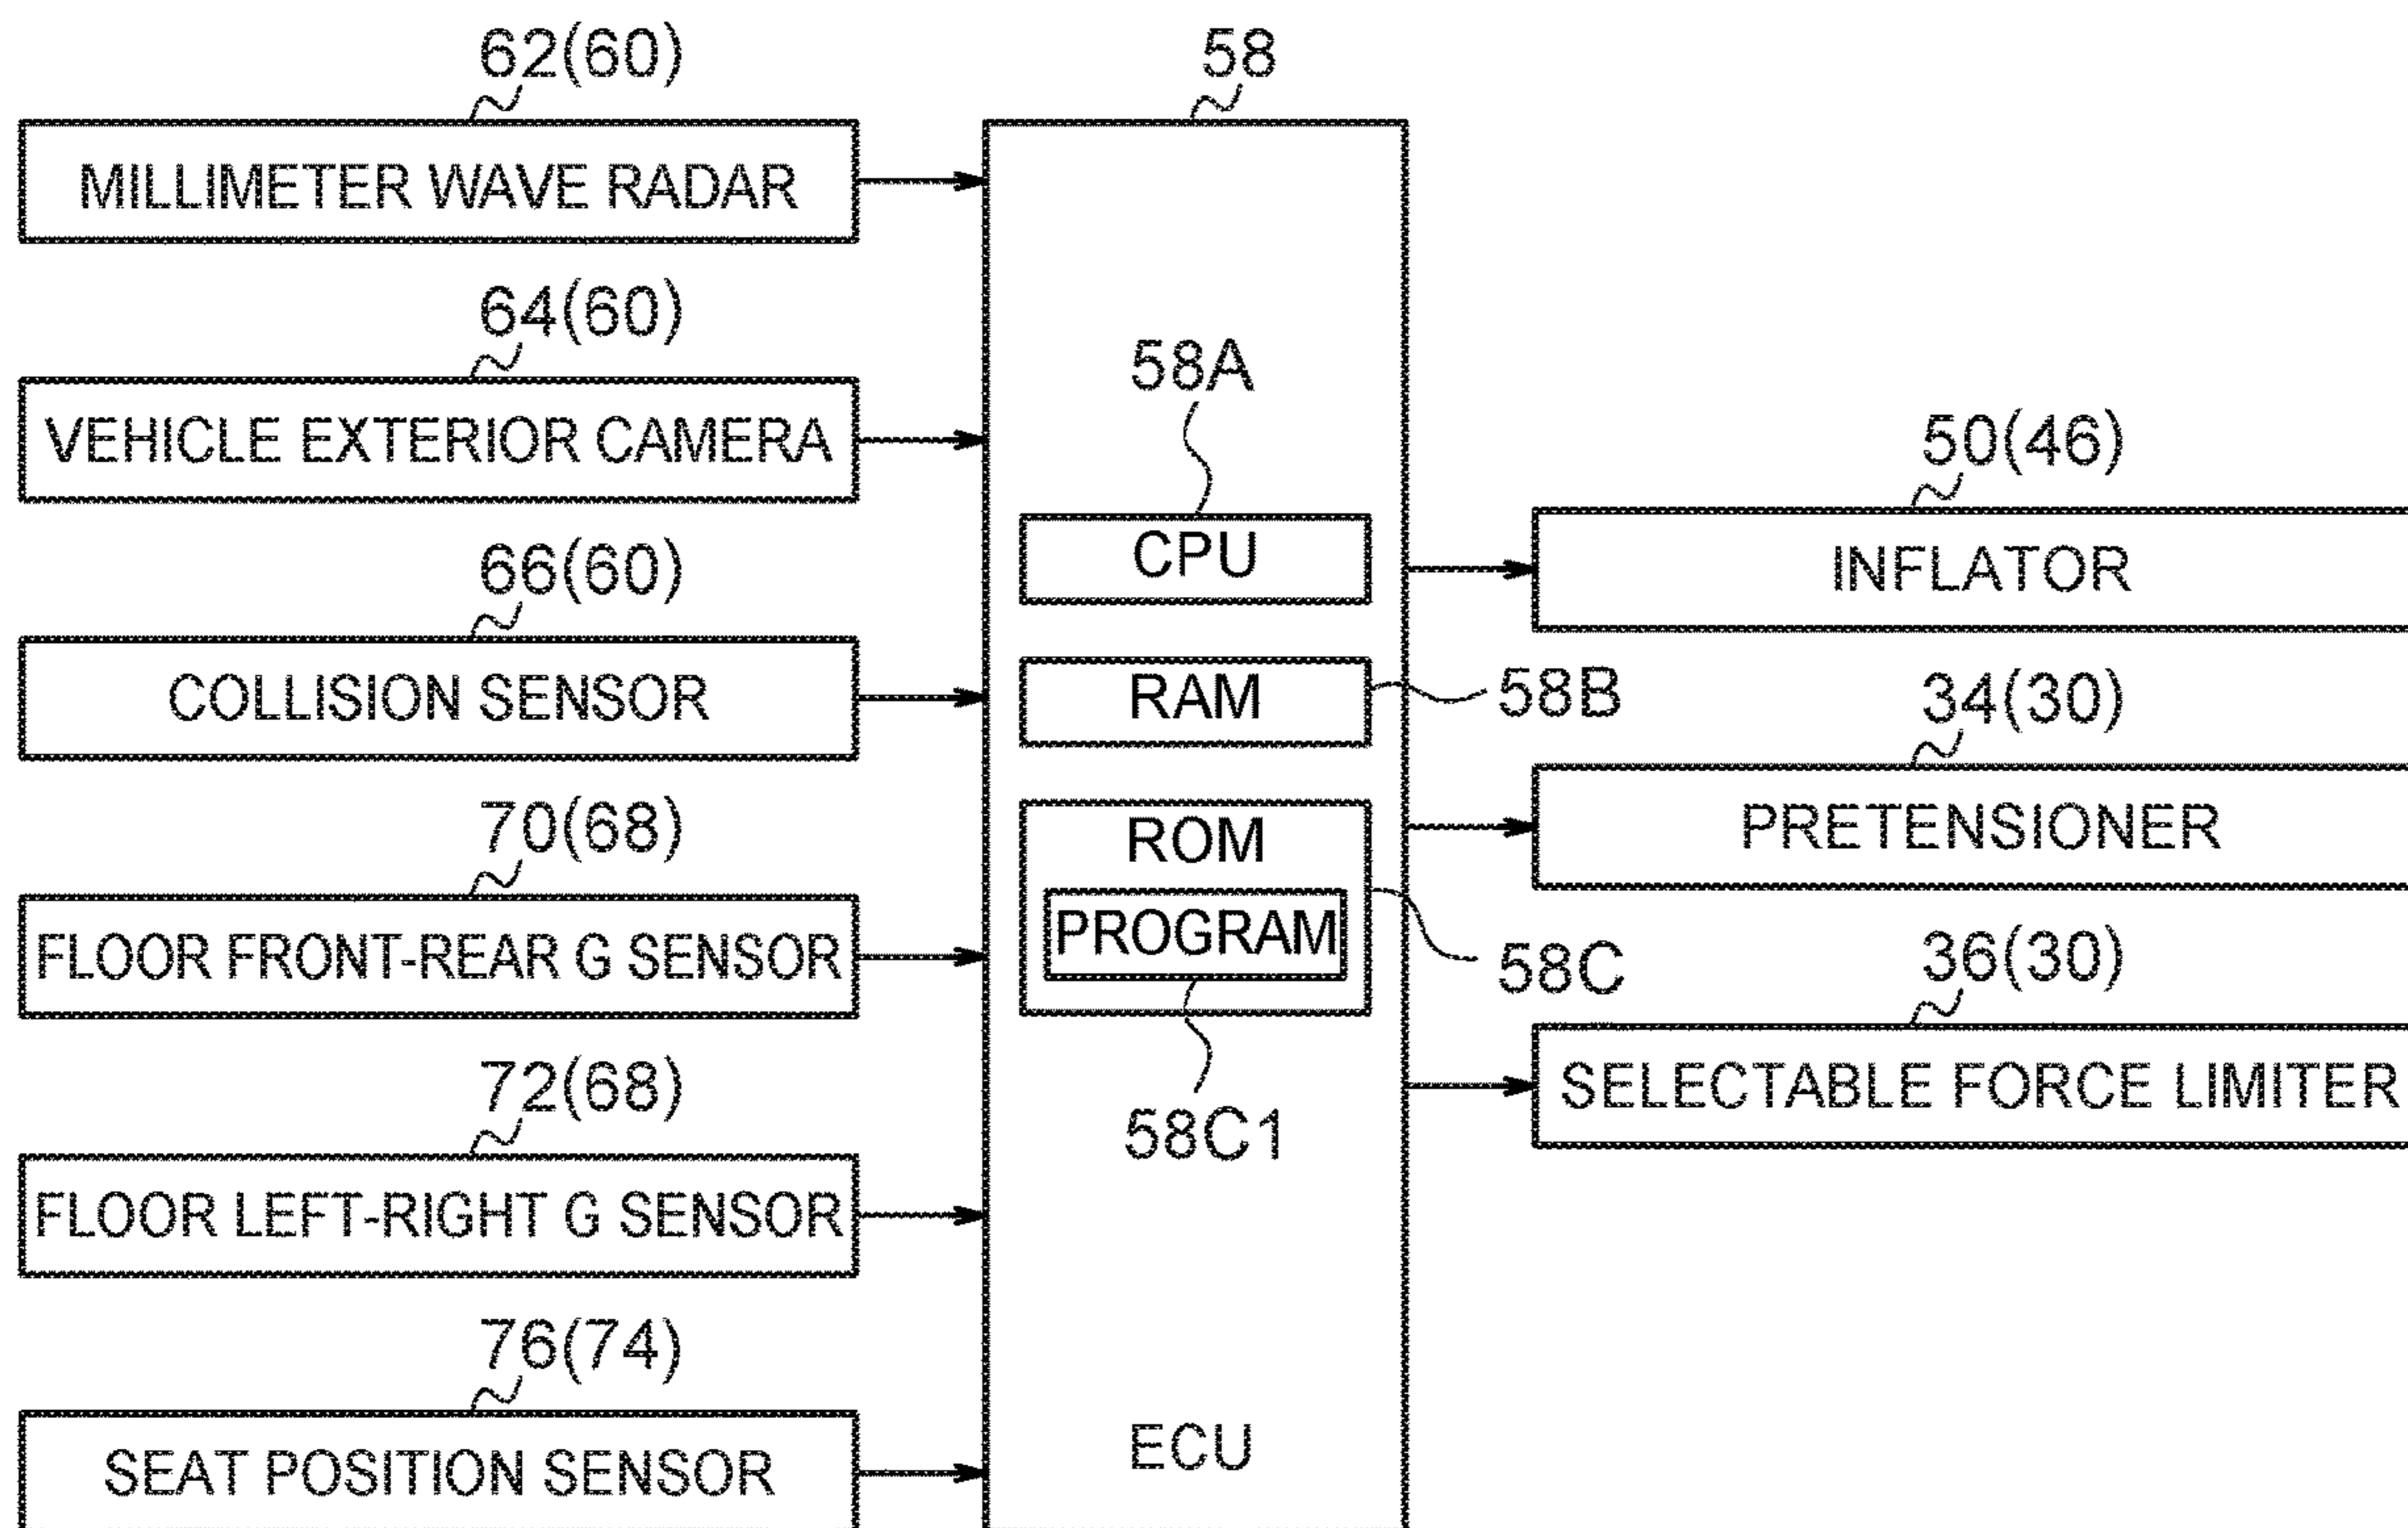 62(60)
MILLIMETER WAVE RADAR
64(60)
VEHICLE EXTERIOR CAMERA
66(60)
COLLISION SENSOR
70(68)
FLOOR FRONT-REAR G SENSOR
72(68)
FLOOR LEFT-RIGHT G SENSOR
76(74)
SEAT POSITION SENSOR
58
58A
CPU
RAM
58B
ROM
PROGRAM
58C
58C1
ECU
50(46)
INFLATOR
34(30)
PRETENSIONER
36(30)
SELECTABLE FORCE LIMITER